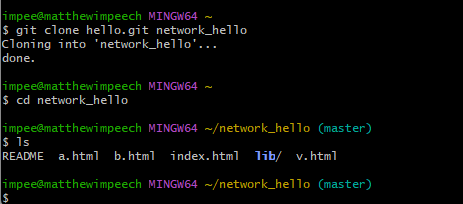 impee@matthewimpeech MINGW64 ~
$ git clone hello.git network_hello
Cloning into 'network_hello'...
done.
impee@matthewimpeech MINGW64 ~
$ cd network_hello
impee@matthewimpeech MINGW64 ~/network_hello (master)
$ ls
README  a.html  b.html  index.html  lib/  v.html
impee@matthewimpeech MINGW64 ~/network_hello (master)
$